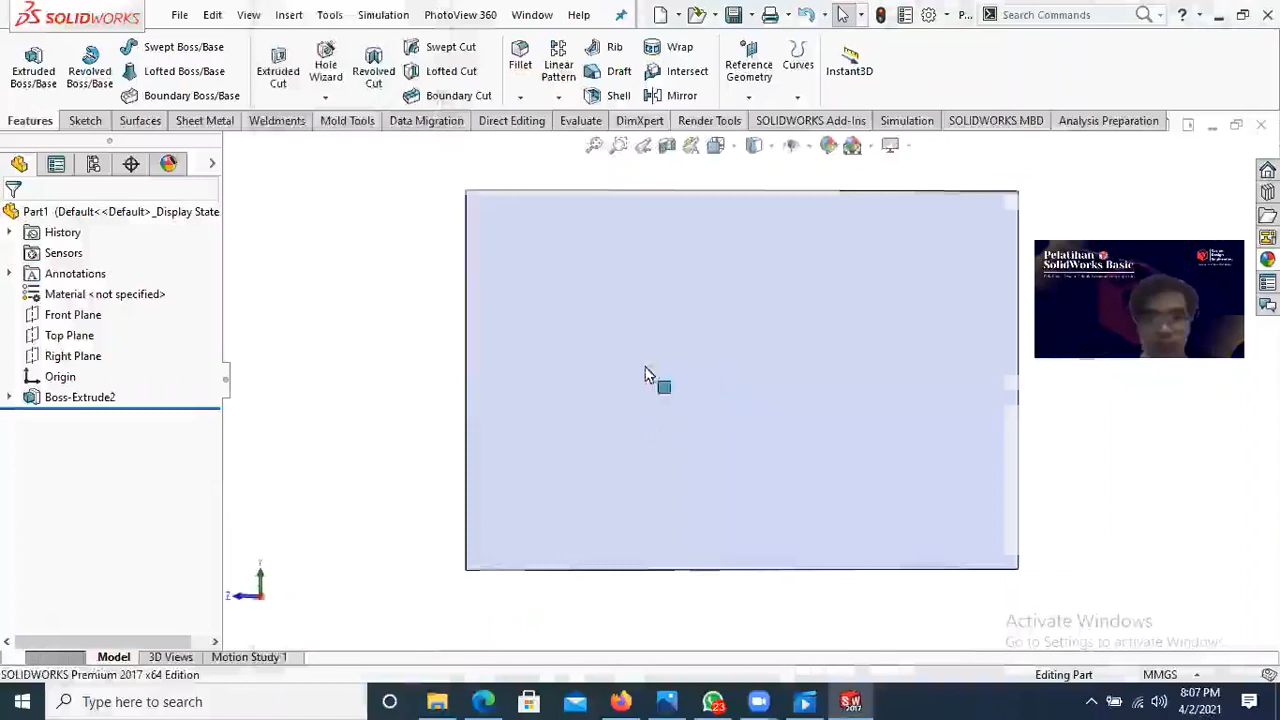 SOLIDWORKS
File Edit View Insert Tools Simulation PhotoView 360 Window Help
P...
Search Commands
Extruded Boss/Base
Revolved Boss/Base
Swept Boss/Base
Lofted Boss/Base
Boundary Boss/Base
Extruded Cut
Hole Wizard
Revolved Cut
Swept Cut
Lofted Cut
Boundary Cut
Fillet
Linear Pattern
Rib
Draft
Shell
Wrap
Intersect
Mirror
Reference Geometry
Curves
Instant3D
Features Sketch Surfaces Sheet Metal Weldments Mold Tools Data Migration Direct Editing Evaluate DimXpert Render Tools SOLIDWORKS Add-Ins Simulation SOLIDWORKS MBD Analysis Preparation
Part1 (Default<<Default>_Display State
History
Sensors
Annotations
Material <not specified>
Front Plane
Top Plane
Right Plane
Origin
Boss-Extrude2
Pelatihan
SolidWorks Basic
Y
Z
Activate Windows
Go to Settings to activate Windows.
Model 3D Views Motion Study 1
SOLIDWORKS Premium 2017 x64 Edition
Editing Part
MMGS
Type here to search
23
SW
2017
8:07 PM
4/2/2021